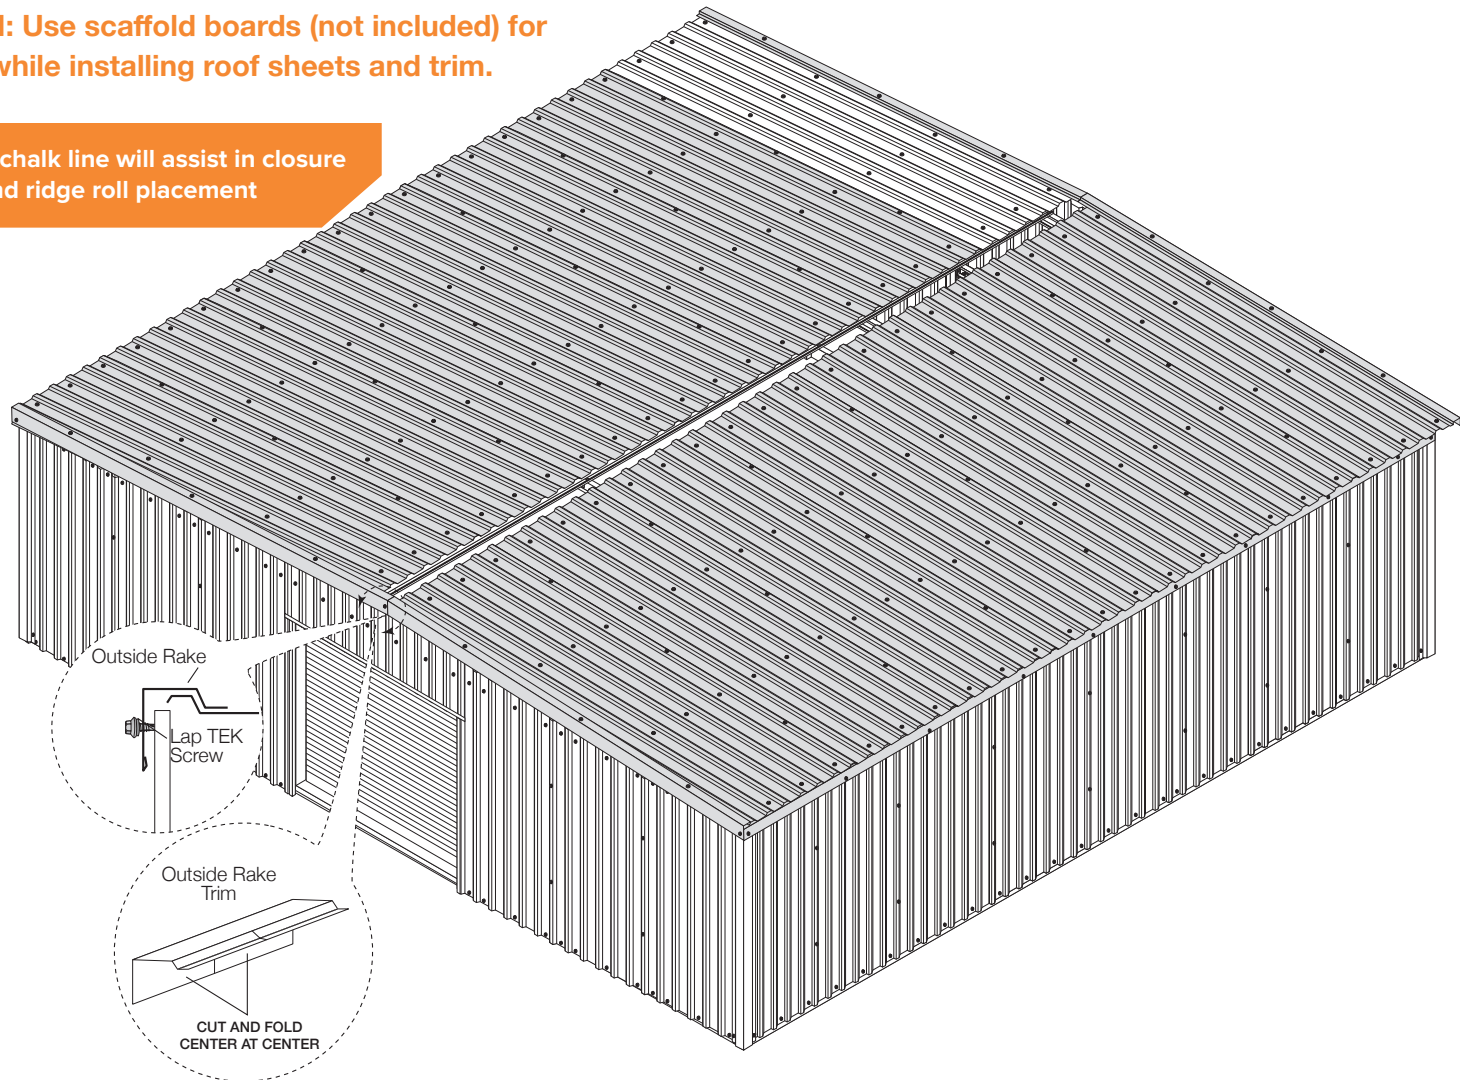 : Use scaffold boards (not included) for
while installing roof sheets and trim.
chalk line will assist in closure
ridge roll placement
Outside Rake
Lap TEK
Screw
Outside Rake
Trim
CUT AND FOLD
CENTER AT CENTER